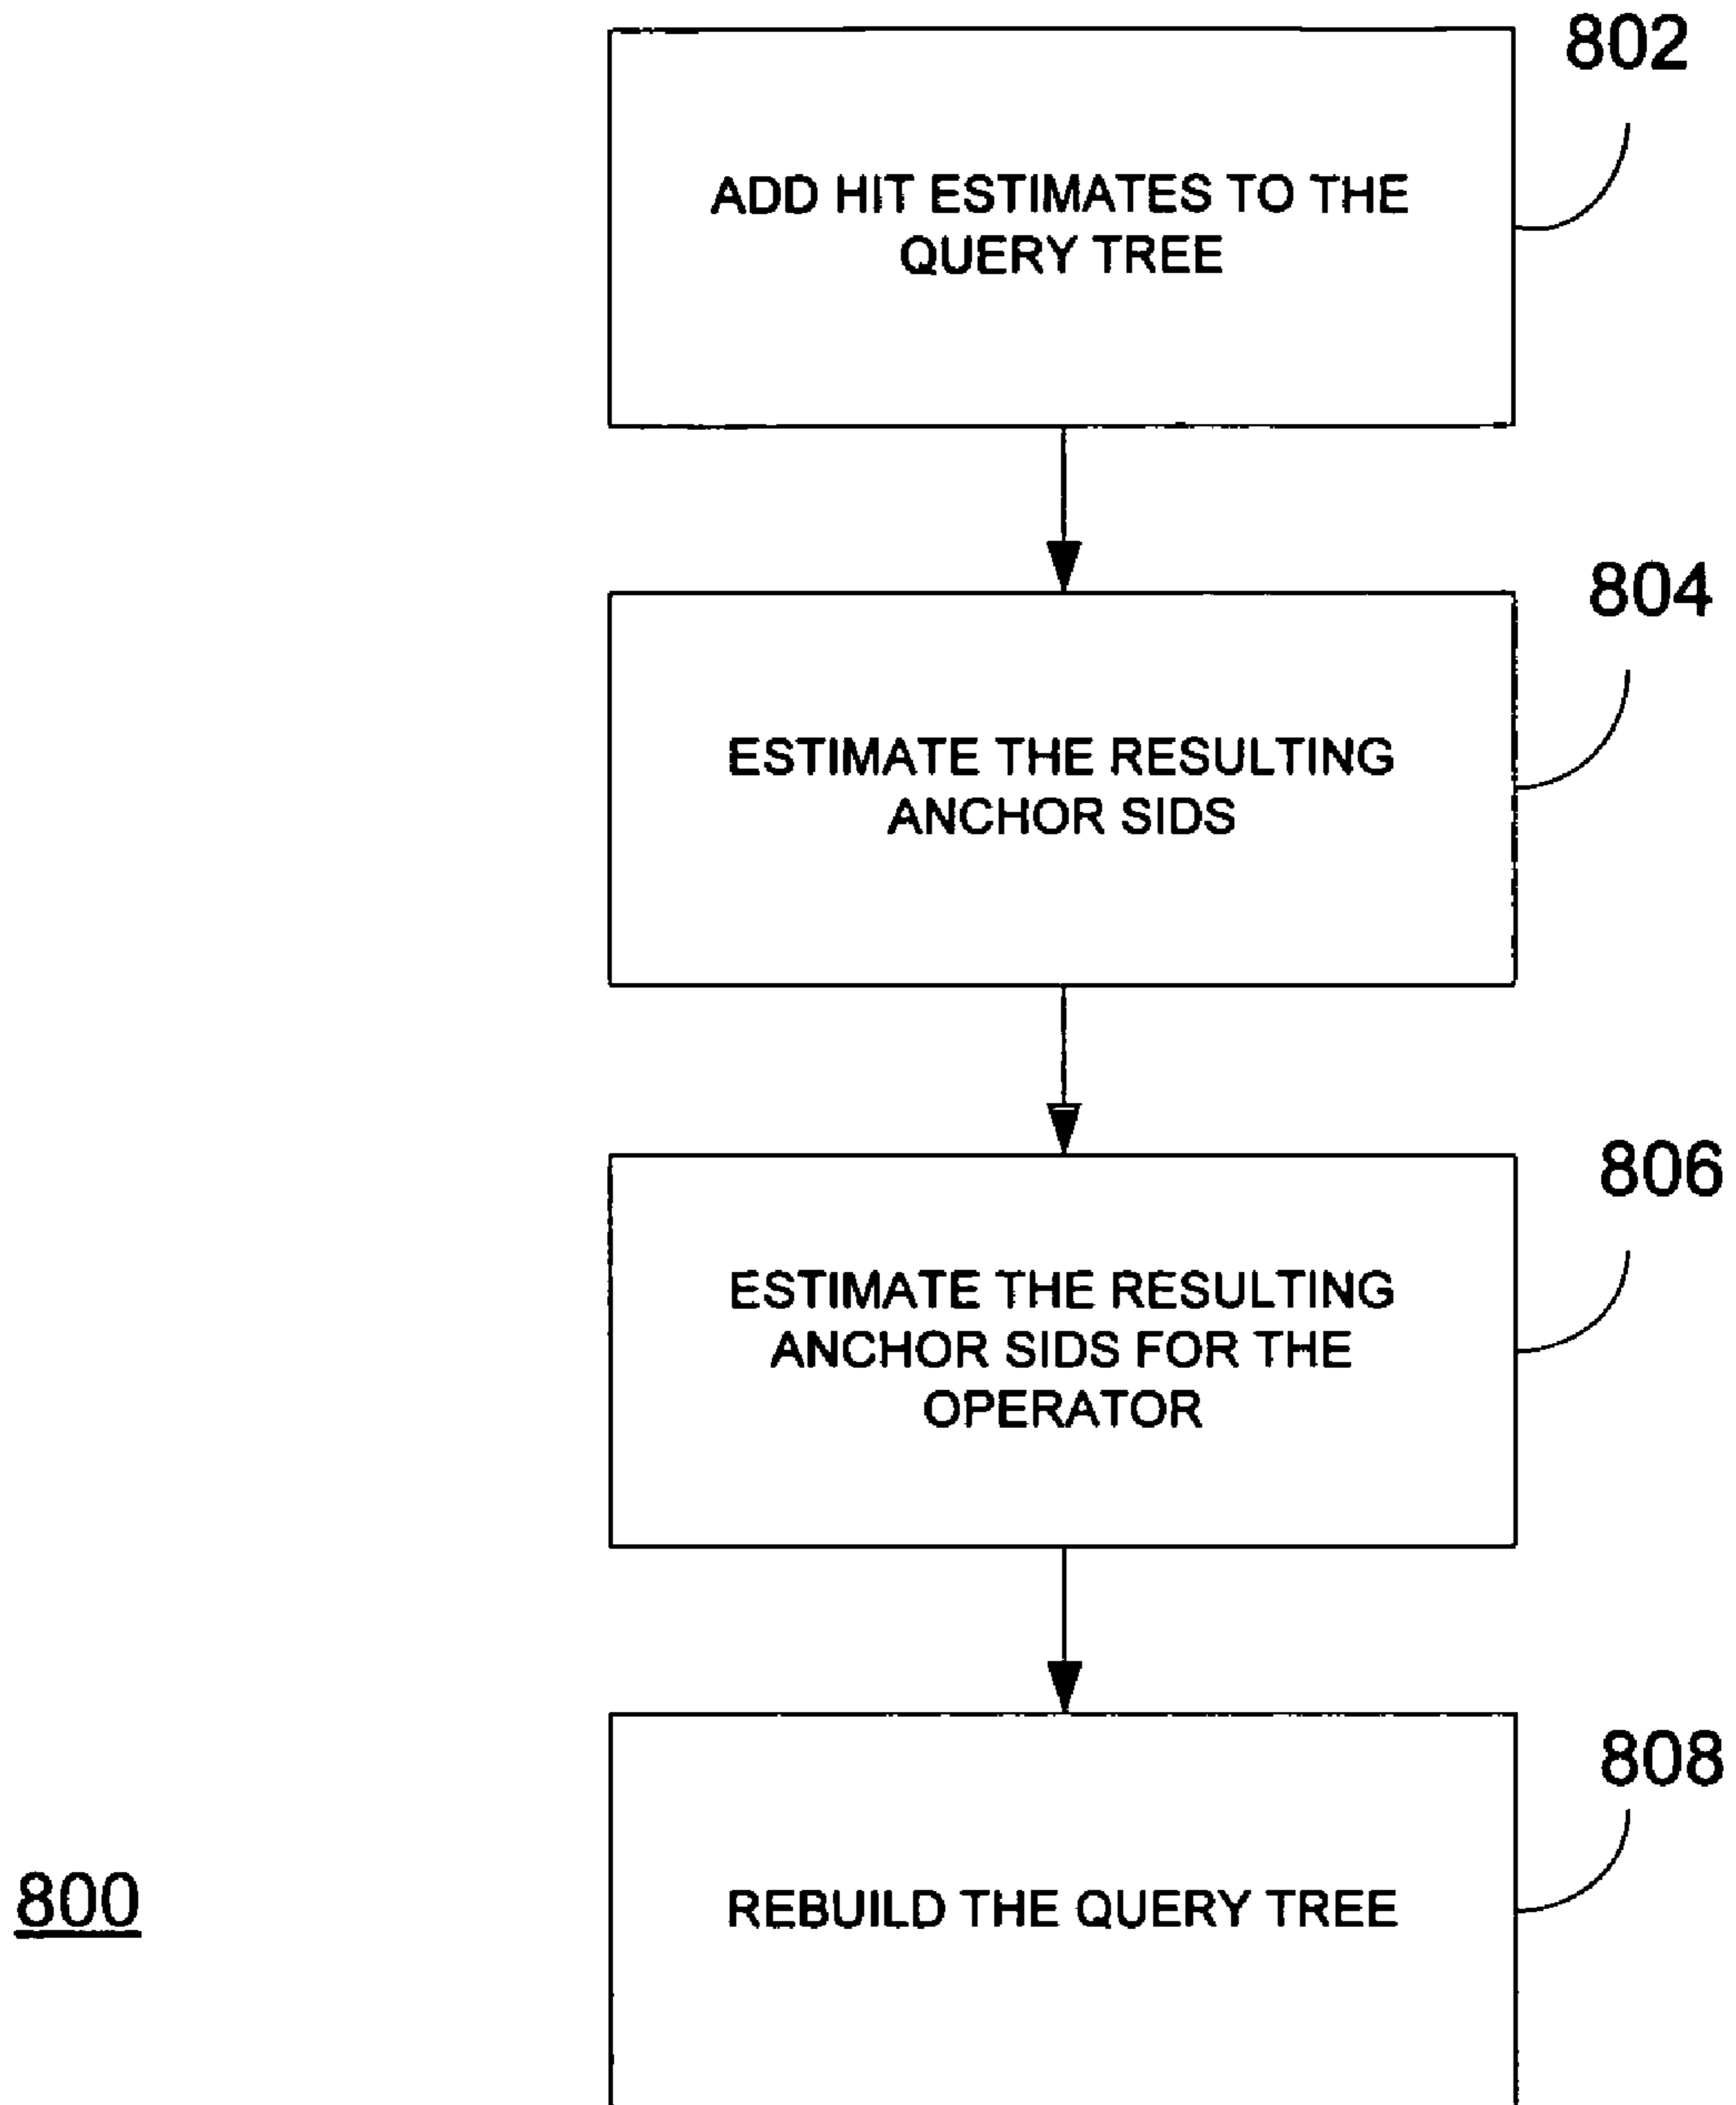 802
ADD HIT ESTIMATES TO THE
QUERY TREE
804
ESTIMATE THE RESULTING
ANCHOR SIDS
806
ESTIMATE THE RESULTING
ANCHOR SIDS FOR THE
OPERATOR
808
REBUILD THE QUERY TREE
800